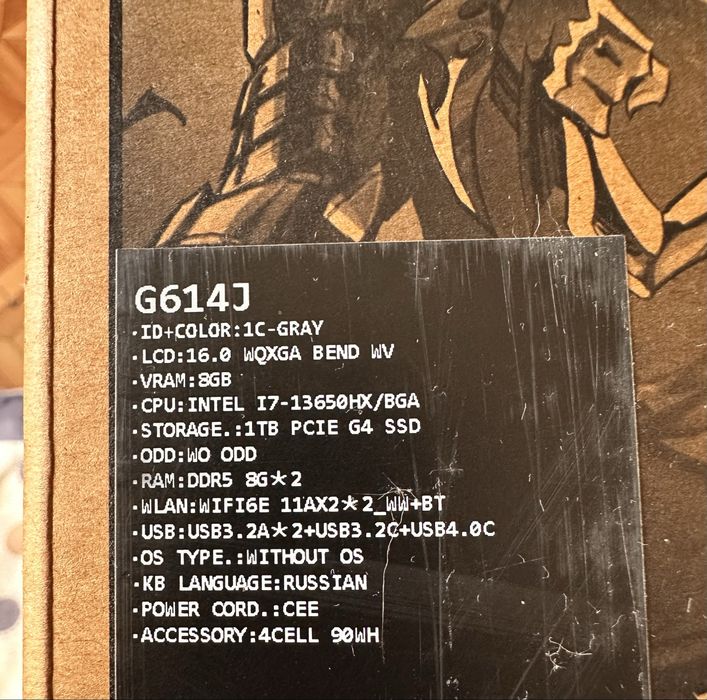 G614J
·ID+COLOR:1C-GRAY
·LCD:16.0 WQXGA BEND WV
·VRAM:8GB
·CPU:INTEL I7-13650HX/BGA
·STORAGE.:1TB PCIE G4 SSD
·ODD:WO ODD
·RAM:DDR5 8G*2
·WLAN:WIFI6E 11AX2*2_WW+BT
·USB:USB3.2A*2+USB3.2C+USB4.0C
·OS TYPE.:WITHOUT OS
·KB LANGUAGE:RUSSIAN
·POWER CORD.:CEE
·ACCESSORY:4CELL 90WH